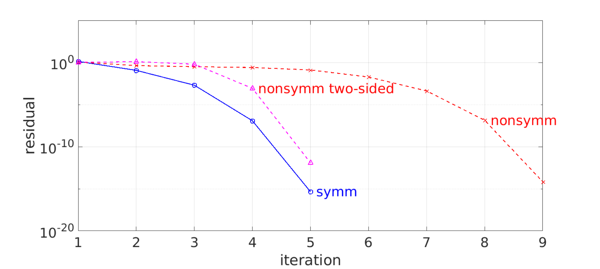 10^0
nonsymm two-sided
nonsymm
10^-10
residual
symm
10^-20
1 2 3 4 5 6 7 8 9
iteration